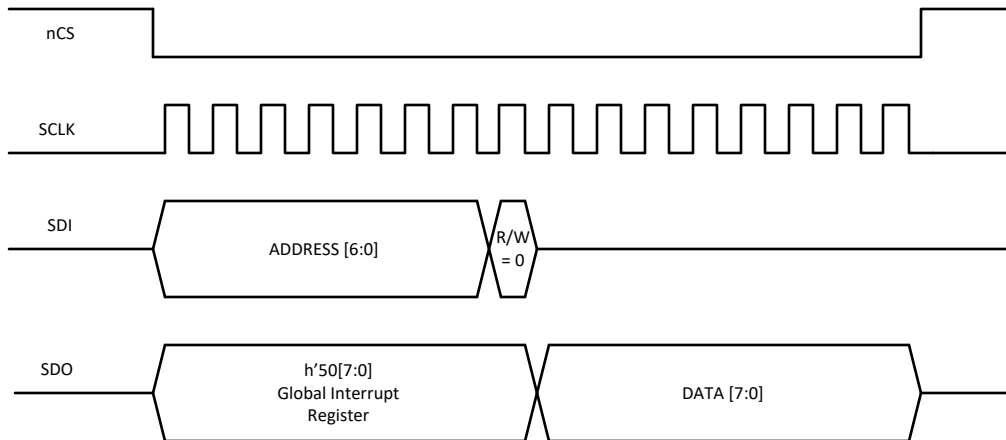 nCS
SCLK
SDI
ADDRESS [6:0]
R/W
= 0
SDO
h’50[7:0]
Global Interrupt
Register
DATA [7:0]